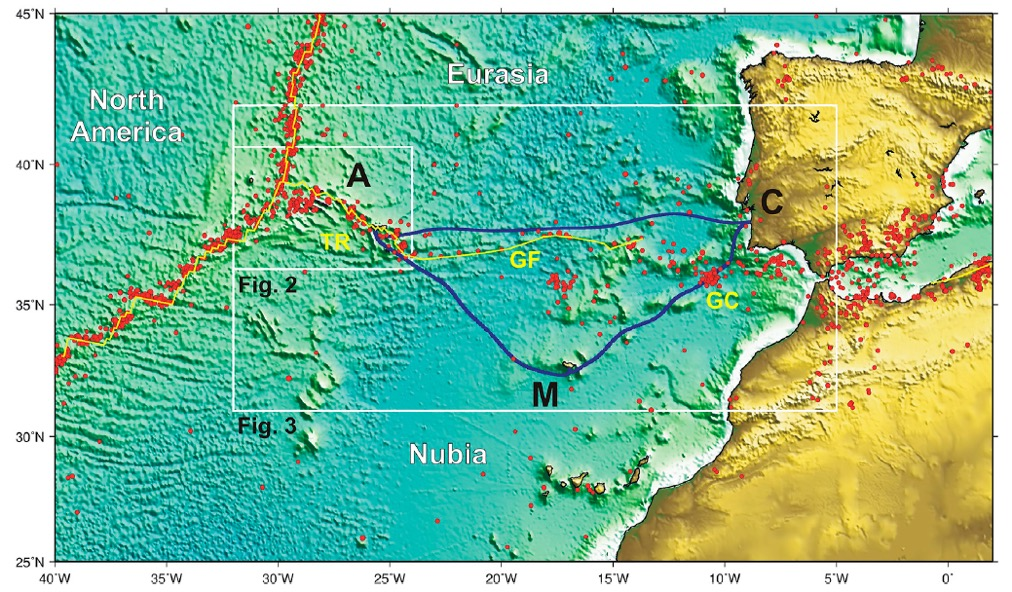 45°N
40°N
35°N
30°N
25°N
40°W
35°W
30°W
25°W
20°W
15°W
10°W
5°W
0°
Eurasia
North
America
A
C
TR
GF
Fig. 2
GC
M
Fig. 3
Nubia